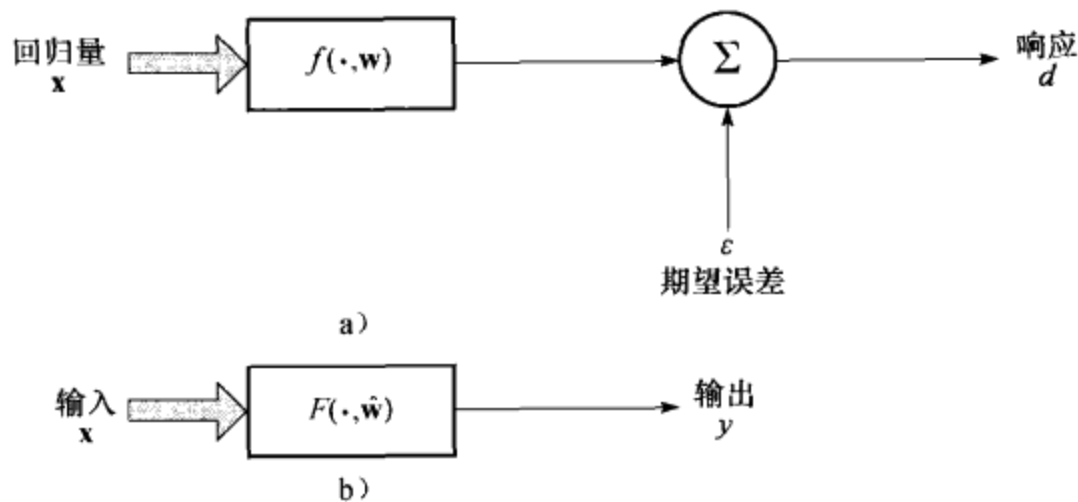 回归量
x
f(·,w)
Σ
响应
d
ε
期望误差
a）
输入
x
F(·,ŵ)
输出
y
b）